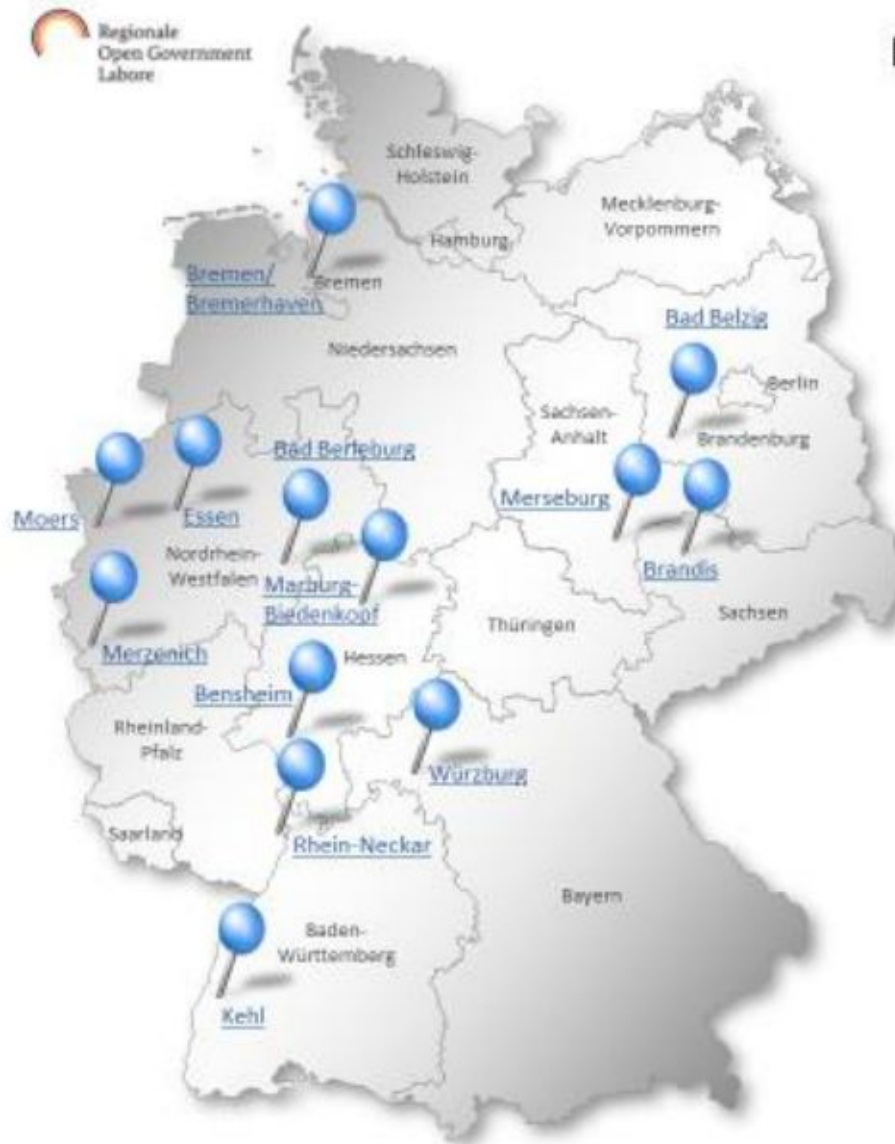 Regionale
Open Government
Labore
Schleswig-
Holstein
Mecklenburg-
Vorpommern
Hamburg
Bremen/
Bremerhaven
Bremen
Niedersachsen
Bad Belzig
Berlin
Sachsen-
Anhalt
Brandenburg
Bad Berleburg
Moers
Essen
Merseburg
Nordrhein-
Westfalen
Marburg-
Biedenkopf
Brandis
Sachsen
Thüringen
Merzenich
Hessen
Bensheim
Rheinland-
Pfalz
Würzburg
Saarland
Rhein-Neckar
Bayern
Baden-
Württemberg
Kehl